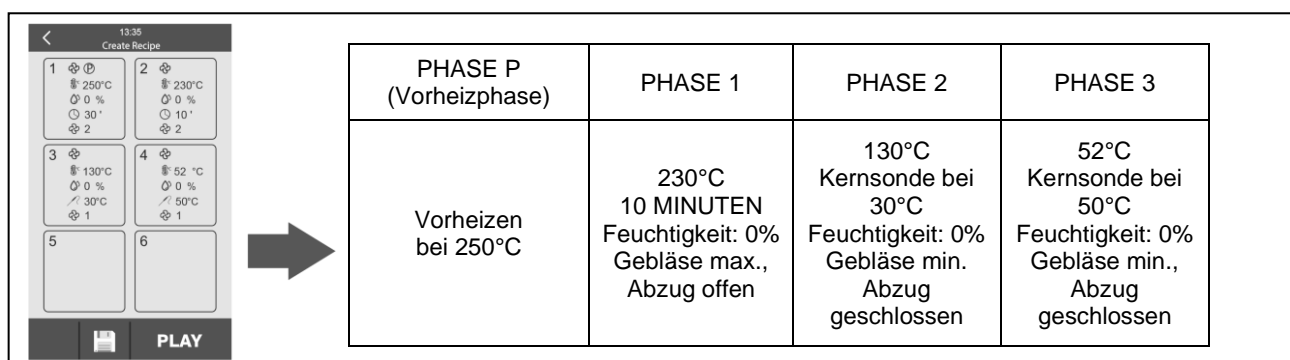 13:35
Create Recipe
1
P
250°C
0 %
30 '
2
2
230°C
0 %
10 '
2
3
130°C
0 %
30°C
1
4
52 °C
0 %
50°C
1
5
6
PLAY
PHASE P
(Vorheizphase)
PHASE 1
PHASE 2
PHASE 3
Vorheizen
bei 250°C
230°C
10 MINUTEN
Feuchtigkeit: 0%
Gebläse max.,
Abzug offen
130°C
Kernsonde bei
30°C
Feuchtigkeit: 0%
Gebläse min.
Abzug
geschlossen
52°C
Kernsonde bei
50°C
Feuchtigkeit: 0%
Gebläse min.,
Abzug
geschlossen